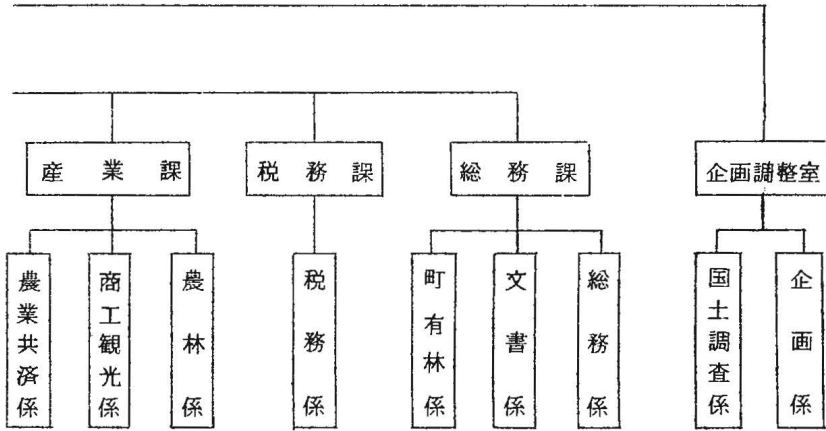 企画調整室
企画係
国土調査係
総務課
総務係
文書係
町有林係
税務課
税務係
産業課
農林係
商工観光係
農業共済係